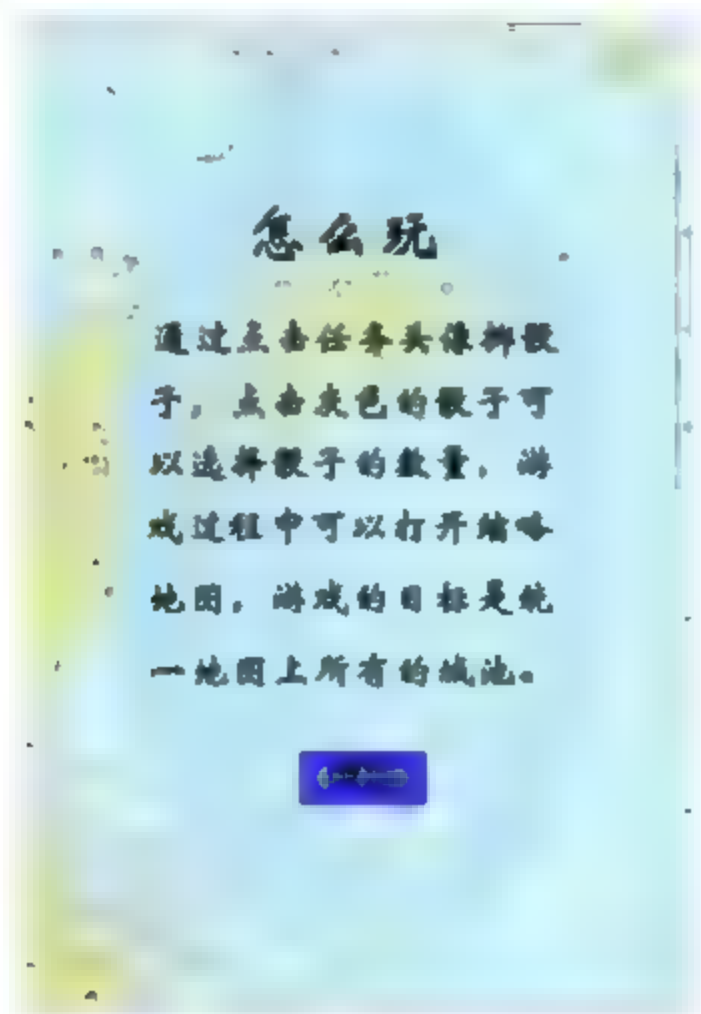 怎么玩
通过点击任务头像掷骰
子，点击灰色的骰子可
以选择骰子的数量，游
戏过程中可以打开缩略
地图，游戏的目标是统
一地图上所有的城池。